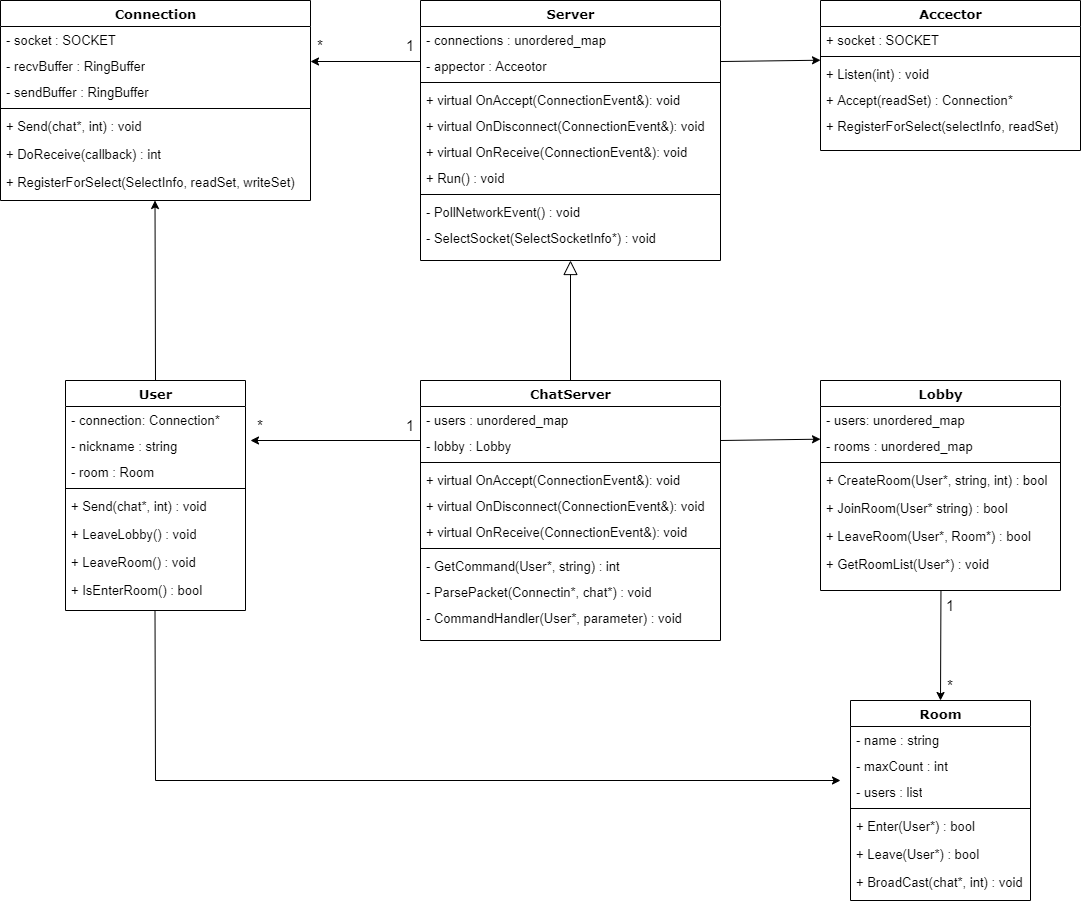 Connection
- socket : SOCKET
- recvBuffer : RingBuffer
- sendBuffer : RingBuffer
+ Send(chat*, int) : void
+ DoReceive(callback) : int
+ RegisterForSelect(SelectInfo, readSet, writeSet)
*
1
Server
- connections : unordered_map
- appector : Acceotor
+ virtual OnAccept(ConnectionEvent&): void
+ virtual OnDisconnect(ConnectionEvent&): void
+ virtual OnReceive(ConnectionEvent&): void
+ Run() : void
- PollNetworkEvent() : void
- SelectSocket(SelectSocketInfo*) : void
Accector
+ socket : SOCKET
+ Listen(int) : void
+ Accept(readSet) : Connection*
+ RegisterForSelect(selectInfo, readSet)
User
- connection: Connection*
- nickname : string
- room : Room
+ Send(chat*, int) : void
+ LeaveLobby() : void
+ LeaveRoom() : void
+ IsEnterRoom() : bool
*
1
ChatServer
- users : unordered_map
- lobby : Lobby
+ virtual OnAccept(ConnectionEvent&): void
+ virtual OnDisconnect(ConnectionEvent&): void
+ virtual OnReceive(ConnectionEvent&): void
- GetCommand(User*, string) : int
- ParsePacket(Connectin*, chat*) : void
- CommandHandler(User*, parameter) : void
Lobby
- users: unordered_map
- rooms : unordered_map
+ CreateRoom(User*, string, int) : bool
+ JoinRoom(User* string) : bool
+ LeaveRoom(User*, Room*) : bool
+ GetRoomList(User*) : void
1
*
Room
- name : string
- maxCount : int
- users : list
+ Enter(User*) : bool
+ Leave(User*) : bool
+ BroadCast(chat*, int) : void